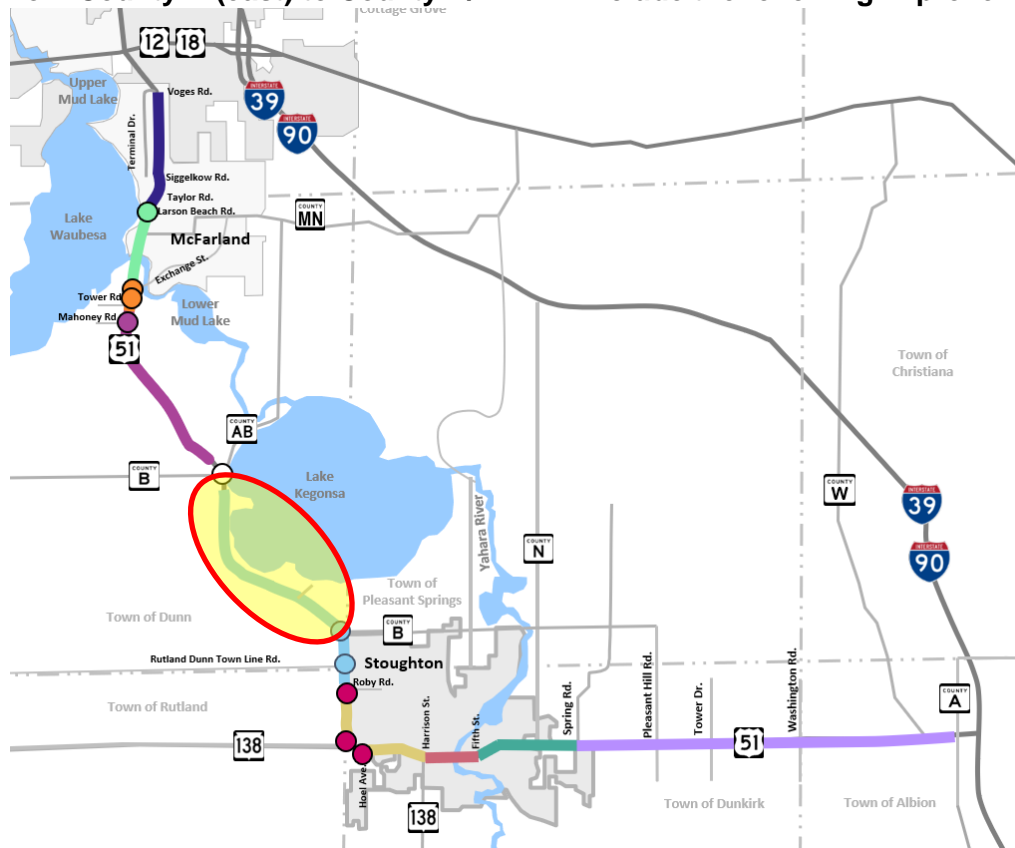 Cottage Grove
12 18
Upper
Mud Lake
Voges Rd.
INTERSTATE
39
INTERSTATE
90
Terminal Dr.
Siggelkow Rd.
Taylor Rd.
Larson Beach Rd.
COUNTY
MN
Lake
Waubesa
McFarland
Exchange St.
Tower Rd
Lower
Mud Lake
Mahoney Rd.
51
Town of
Christiana
COUNTY
AB
COUNTY
B
Lake
Kegonsa
COUNTY
W
INTERSTATE
39
INTERSTATE
90
Yahara River
COUNTY
N
Town of
Pleasant Springs
Town of Dunn
COUNTY
B
Rutland Dunn Town Line Rd.
Stoughton
Roby Rd.
Town of Rutland
Harrison St.
Fifth St.
Spring Rd.
Pleasant Hill Rd.
Tower Dr.
Washington Rd.
COUNTY
A
138
51
Hoel Ave.
138
Town of Dunkirk
Town of Albion